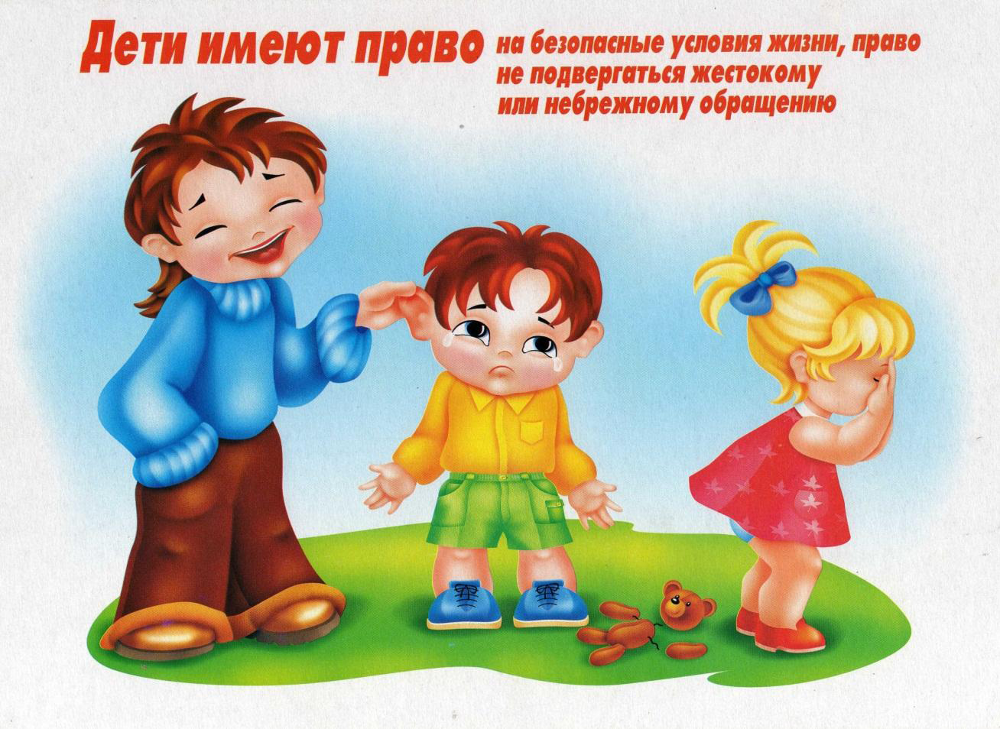 Дети имеют право
на безопасные условия жизни, право
не подвергаться жестокому
или небрежному обращению